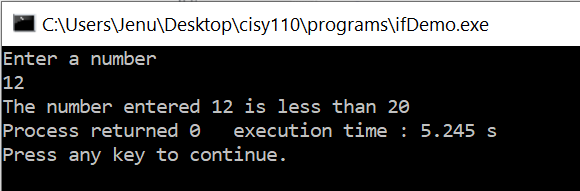 C:\Users\Jenu\Desktop\cisy110\programs\ifDemo.exe
Enter a number
12
The number entered 12 is less than 20
Process returned 0   execution time : 5.245 s
Press any key to continue.